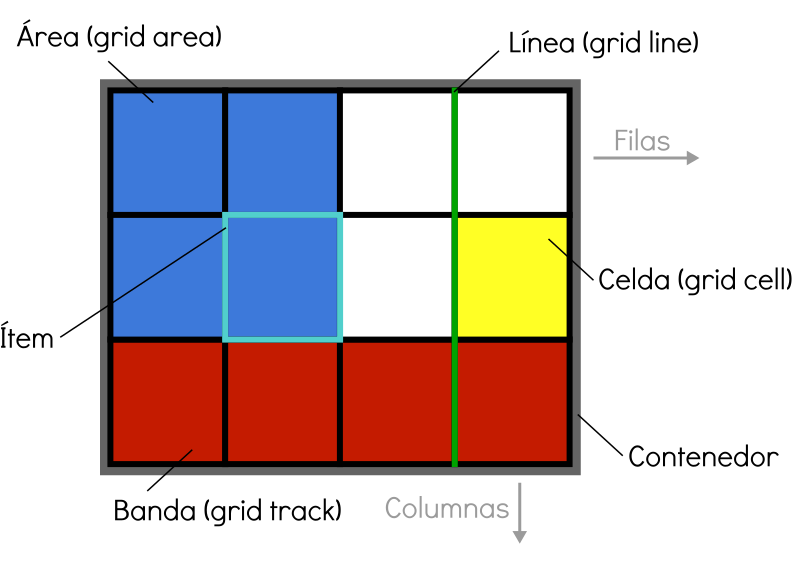 Área (grid area)
Línea (grid line)
Filas
Celda (grid cell)
Ítem
Contenedor
Banda (grid track)
Columnas